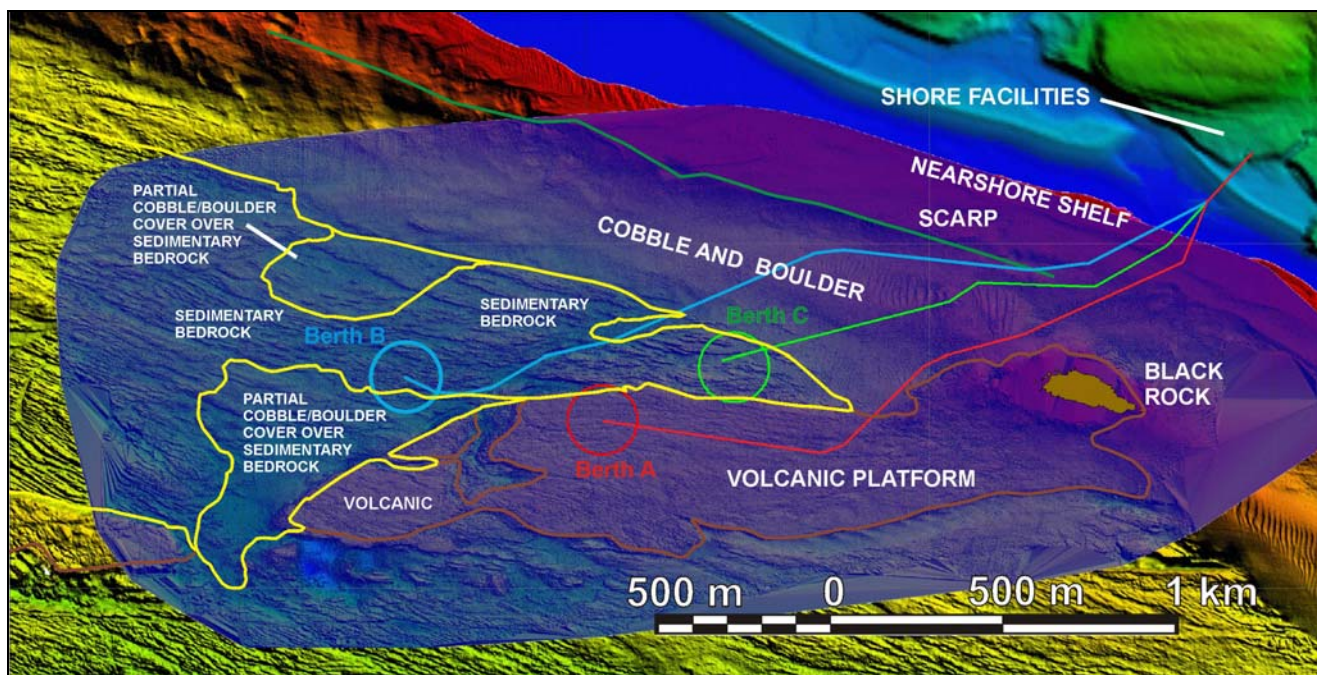 SHORE FACILITIES
NEARSHORE SHELF
SCARP
COBBLE AND BOULDER
PARTIAL
COBBLE/BOULDER
COVER OVER
SEDIMENTARY
BEDROCK
SEDIMENTARY
BEDROCK
SEDIMENTARY
BEDROCK
Berth B
Berth C
BLACK
ROCK
PARTIAL
COBBLE/BOULDER
COVER OVER
SEDIMENTARY
BEDROCK
Berth A
VOLCANIC PLATFORM
VOLCANIC
500 m 0 500 m 1 km